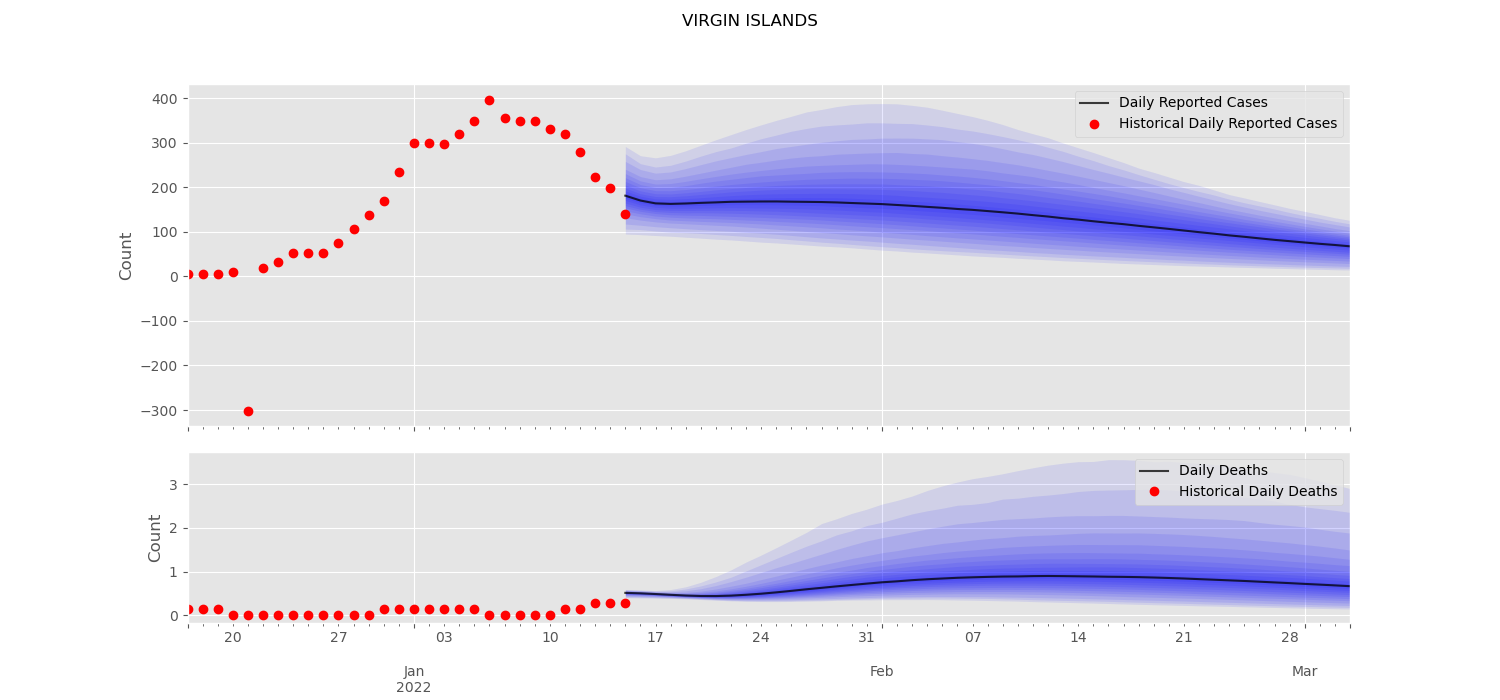 VIRGIN ISLANDS
400
300
200
100
0
−100
−200
−300
Count
Daily Reported Cases
Historical Daily Reported Cases
3
2
1
0
Count
Daily Deaths
Historical Daily Deaths
20 27 03 10 17 24 31 07 14 21 28
Jan Feb Mar
2022